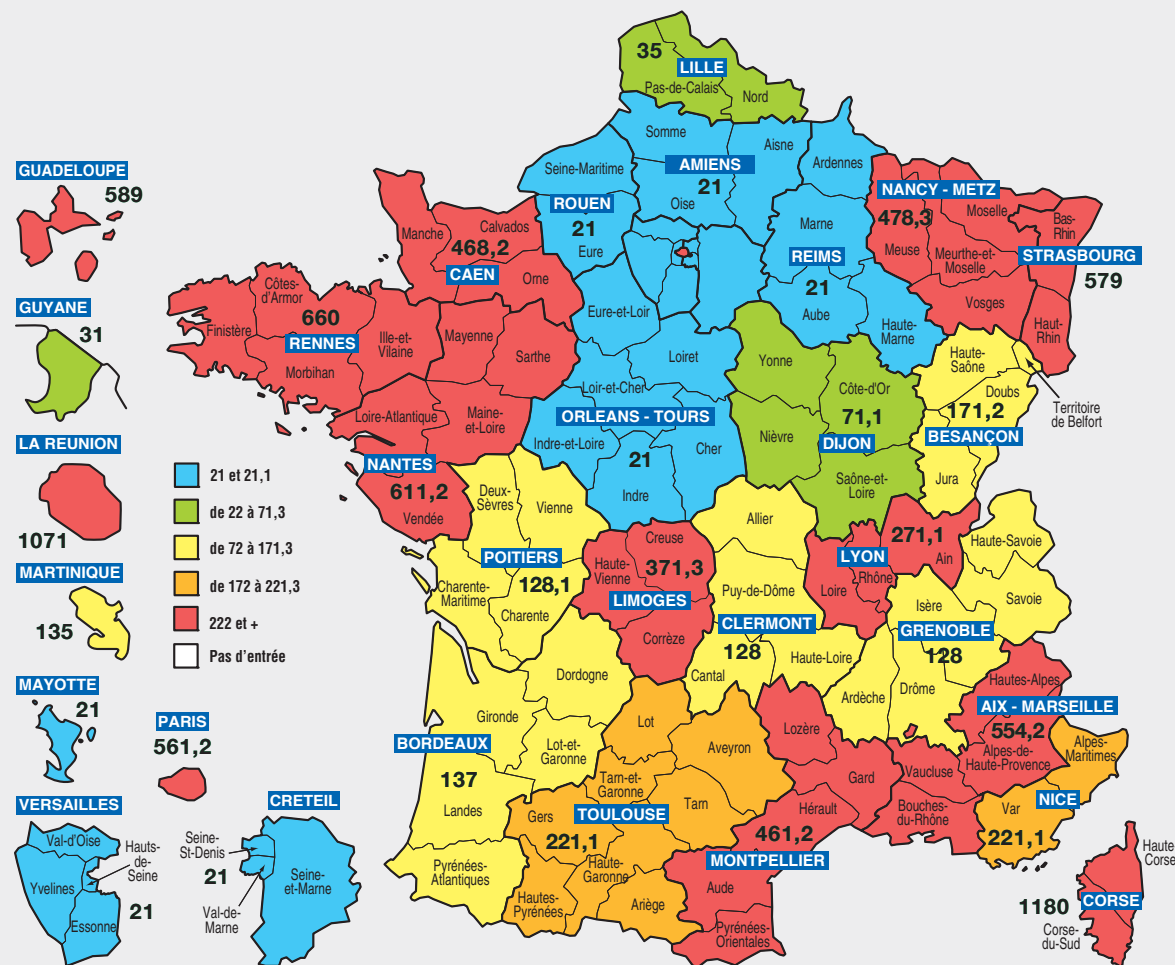 35
LILLE
Pas-de-Calais
Nord
Somme
Aisne
AMIENS
21
Oise
Ardennes
Seine-Maritime
ROUEN
21
Eure
GUADELOUPE
589
NANCY - METZ
478,3
Moselle
Meuse
Meurthe-et-
Moselle
Vosges
Bas-
Rhin
STRASBOURG
579
Haut-
Rhin
Marne
REIMS
21
Aube
Haute-
Marne
Manche
Calvados
468,2
CAEN
Orne
GUYANE
31
Côtes-
d'Armor
660
Finistère
RENNES
Ille-et-
Vilaine
Morbihan
Mayenne
Sarthe
Loire-Atlantique
Maine-
et-Loire
NANTES
611,2
Vendée
Eure-et-Loir
Loiret
Loir-et-Cher
ORLEANS - TOURS
Indre-et-Loire
21
Cher
Indre
Yonne
Côte-d'Or
71,1
Nièvre
DIJON
Saône-et-
Loire
Haute-
Saône
Doubs
171,2
BESANÇON
Jura
Territoire
de Belfort
LA REUNION
1071
21 et 21,1
de 22 à 71,3
de 72 à 171,3
de 172 à 221,3
222 et +
Pas d'entrée
MARTINIQUE
135
Deux-
Sèvres
Vienne
POITIERS
128,1
Charente-
Maritime
Charente
Creuse
Haute-
Vienne
371,3
LIMOGES
Corrèze
Allier
Puy-de-Dôme
CLERMONT
128
Cantal
Haute-Loire
271,1
LYON
Ain
Rhône
Loire
Haute-Savoie
Savoie
Isère
GRENOBLE
128
Ardèche
Drôme
MAYOTTE
21
PARIS
561,2
Dordogne
Gironde
BORDEAUX
Lot-et-
Garonne
137
Landes
Pyrénées-
Atlantiques
Lot
Aveyron
Tarn-et-
Garonne
Gers
TOULOUSE
Tarn
221,1
Haute-
Garonne
Hautes-
Pyrénées
Ariège
Lozère
Gard
Hérault
461,2
MONTPELLIER
Aude
Pyrénées-
Orientales
Hautes-Alpes
AIX - MARSEILLE
554,2
Alpes-de-
Haute-Provence
Vaucluse
Bouches-
du-Rhône
Alpes-
Maritimes
NICE
Var
221,1
VERSAILLES
Val-d'Oise
Hauts-
de-
Seine
Yvelines
21
Essonne
CRETEIL
Seine-
St-Denis
21
Seine-
et-Marne
Val-de-
Marne
Haute
Corse
1180
CORSE
Corse-
du-Sud